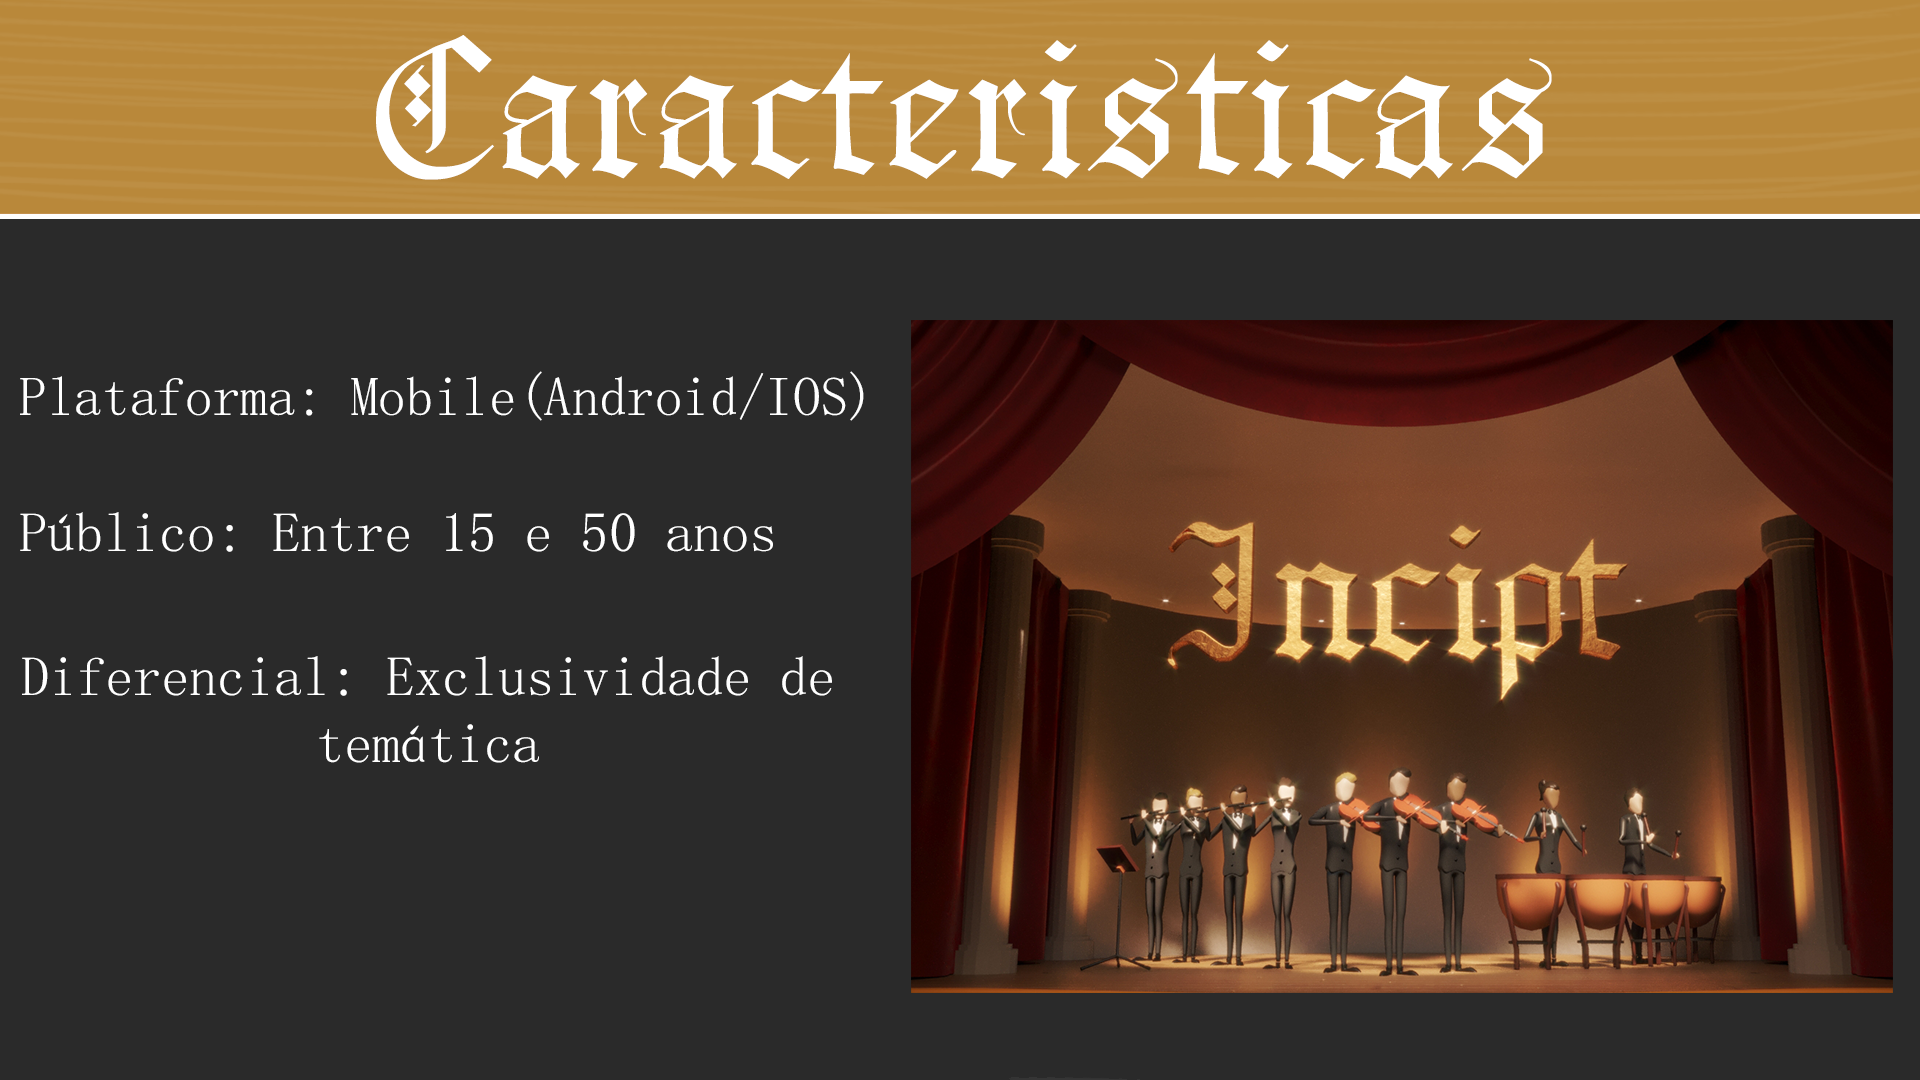 Caracteristicas
Plataforma: Mobile(Android/IOS)
Público: Entre 15 e 50 anos
Diferencial: Exclusividade de
temática
Incipt